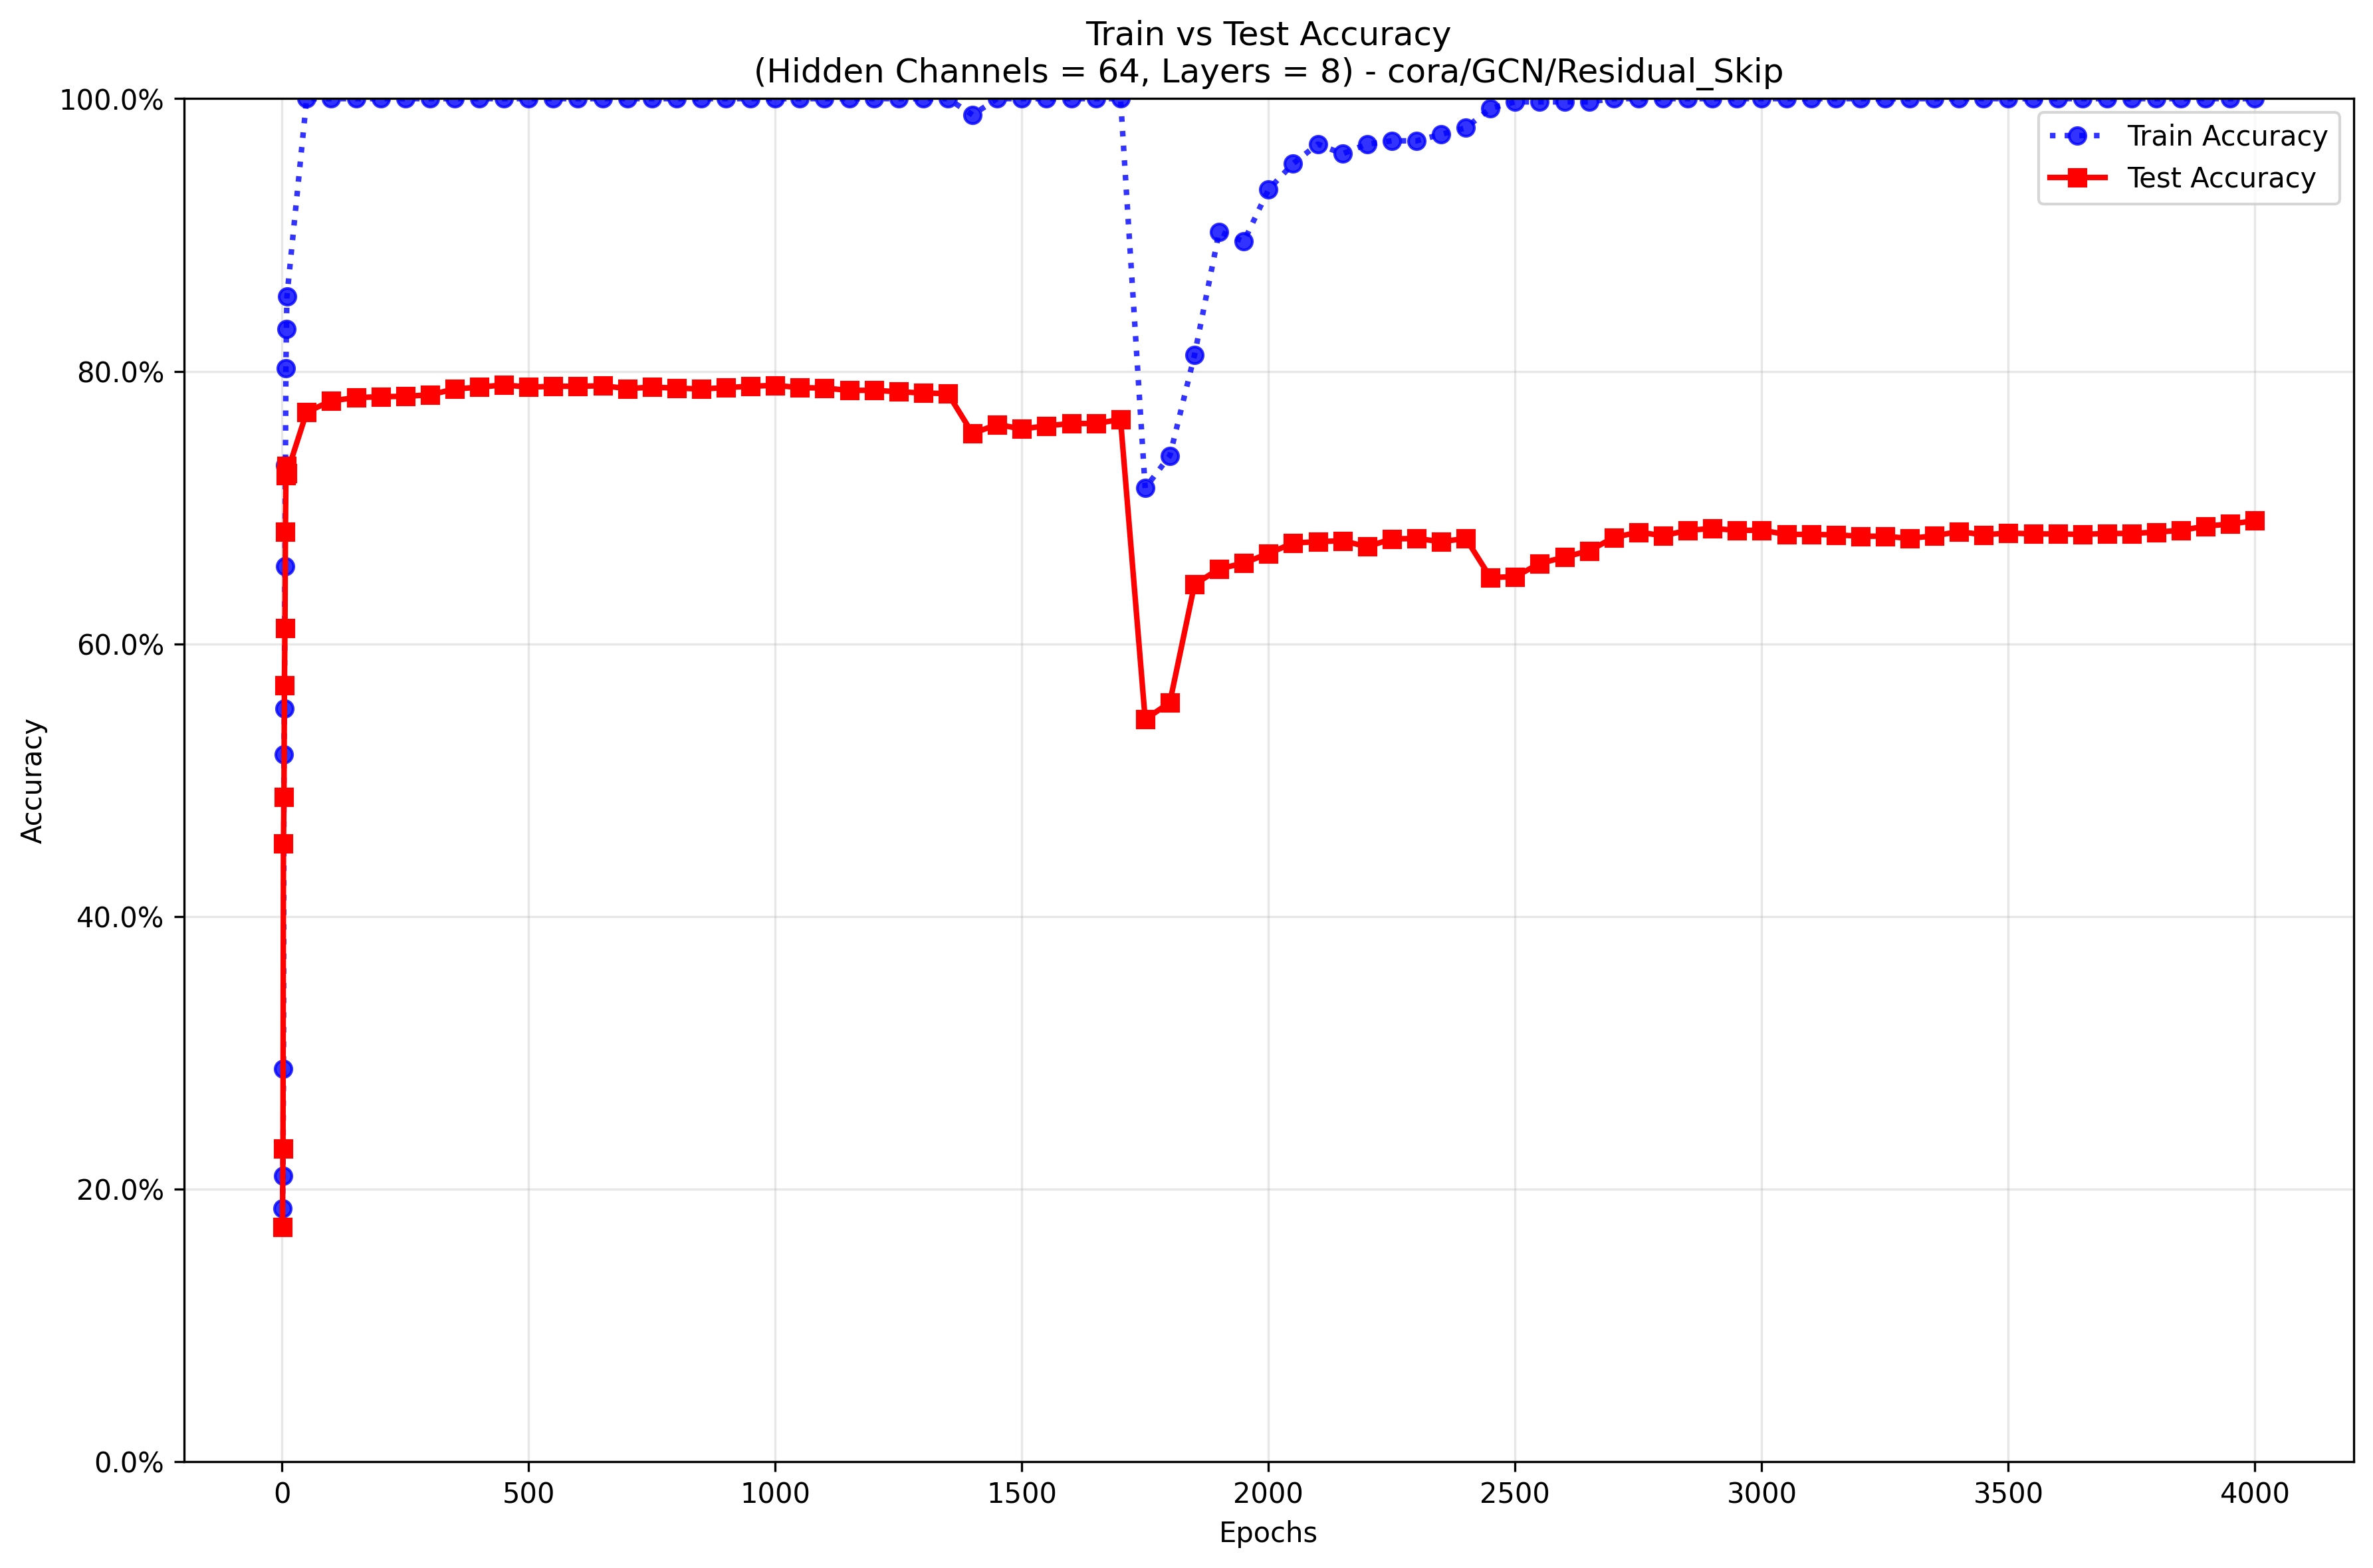 Train vs Test Accuracy
(Hidden Channels = 64, Layers = 8) - cora/GCN/Residual_Skip
100.0%
80.0%
60.0%
40.0%
20.0%
0.0%
Accuracy
Train Accuracy
Test Accuracy
0 500 1000 1500 2000 2500 3000 3500 4000
Epochs